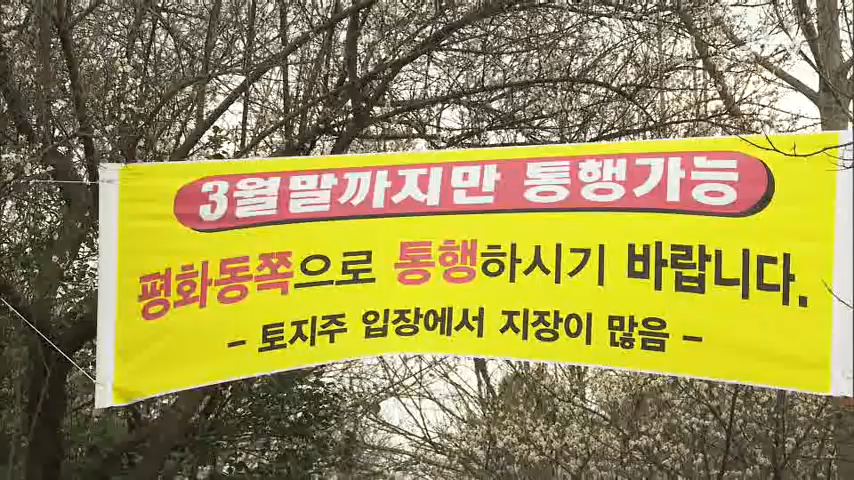 3월말까지만 통행가능
평화동쪽으로 통행하시기 바랍니다.
- 토지주 입장에서 지장이 많음 -